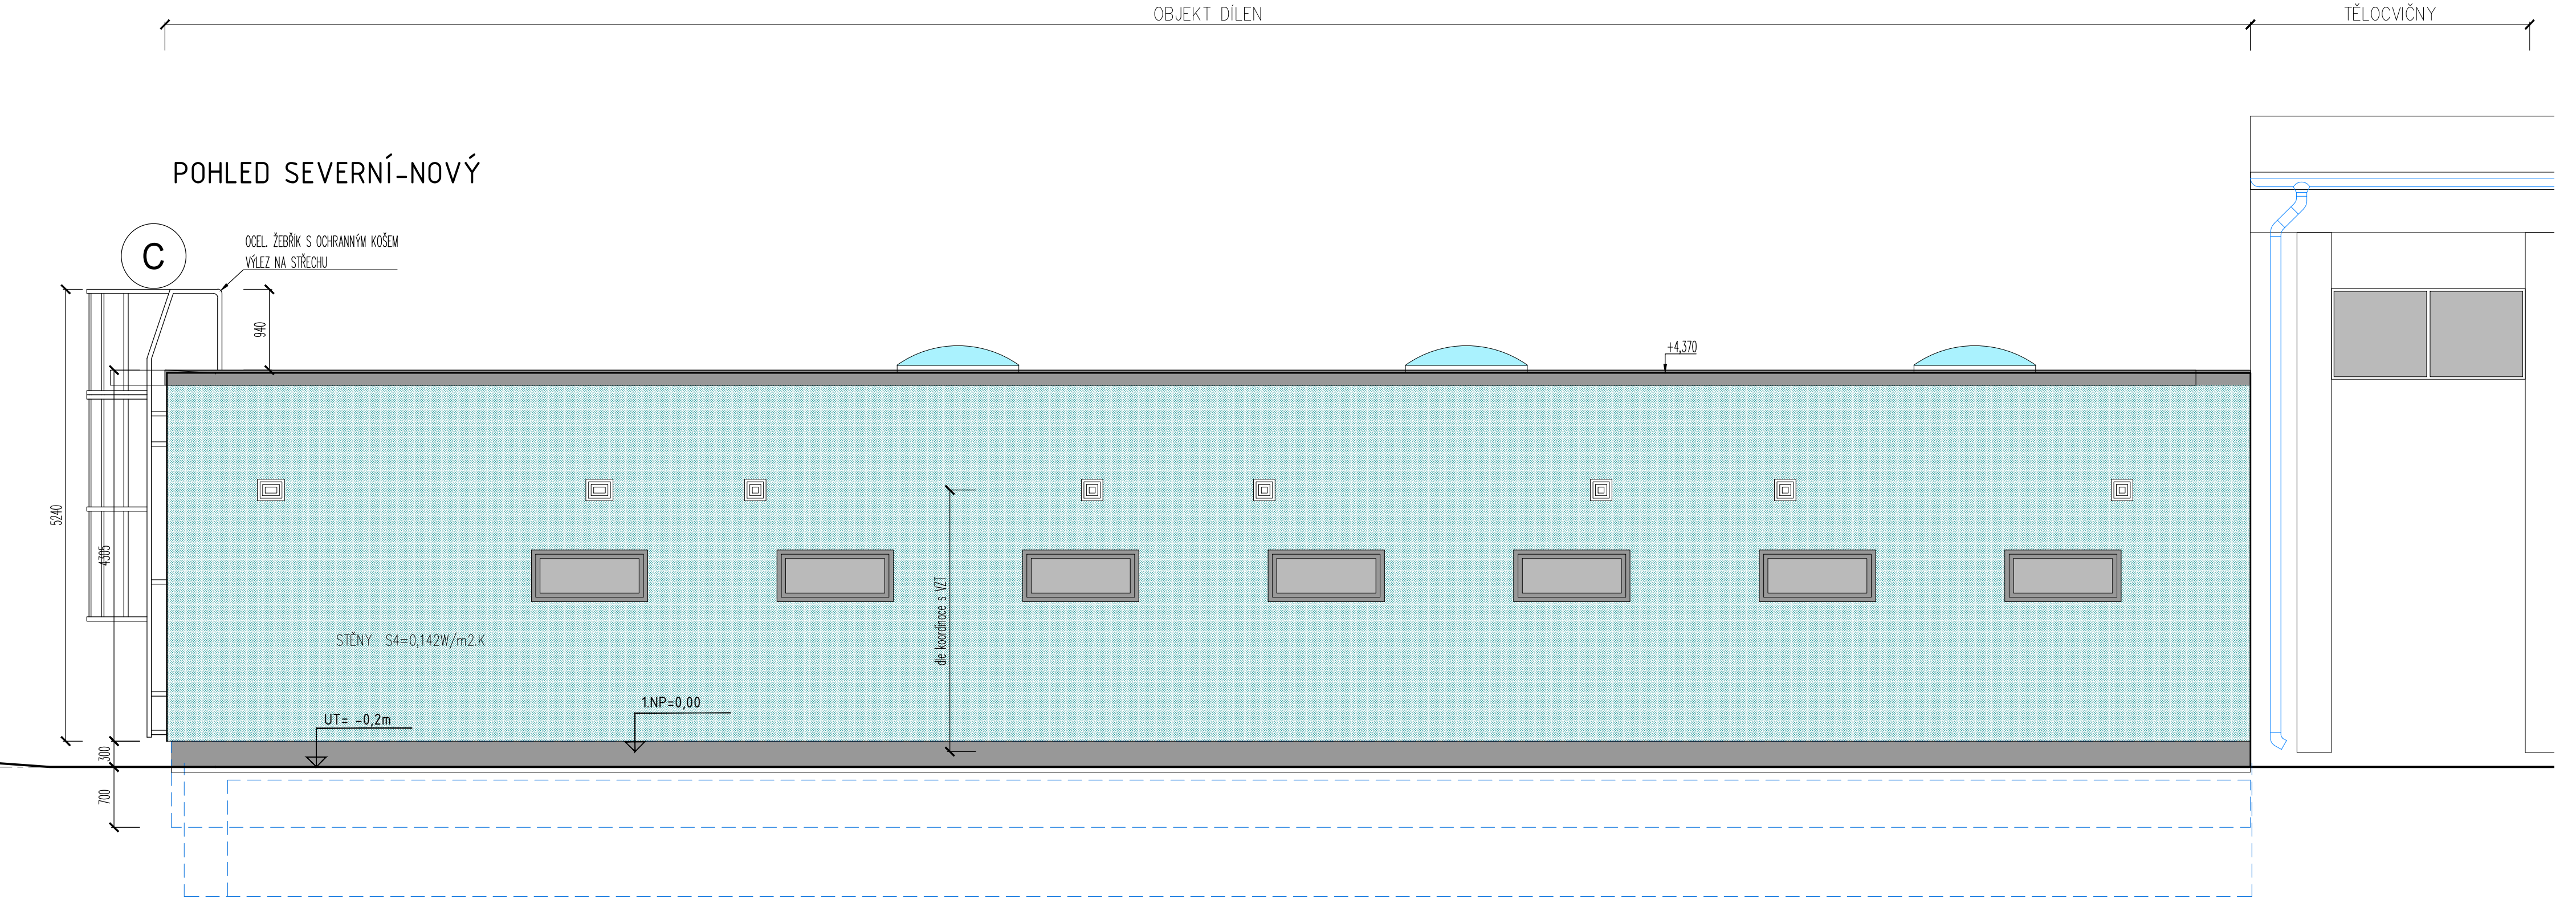 OBJEKT DÍLEN
TĚLOCVIČNY
POHLED SEVERNÍ-NOVÝ
C
OCEL. ŽEBŘÍK S OCHRANNÝM KOŠEM
VÝLEZ NA STŘECHU
940
+4,370
5240
4305
dle koordinace s VZT
STĚNY S4=0,142W/m2.K
1.NP=0,00
UT= -0,2m
300
700